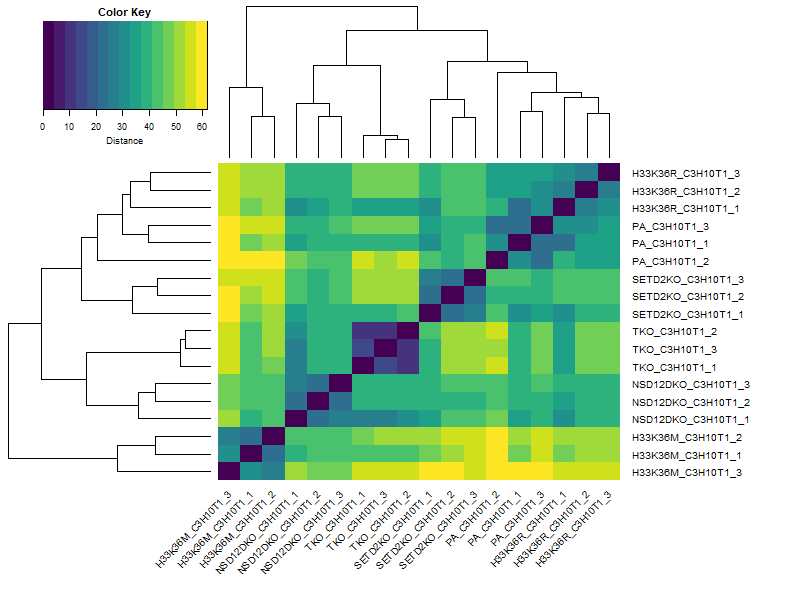 Color Key
0 10 20 30 40 50 60
Distance
H33K36R_C3H10T1_3
H33K36R_C3H10T1_2
H33K36R_C3H10T1_1
PA_C3H10T1_3
PA_C3H10T1_1
PA_C3H10T1_2
SETD2KO_C3H10T1_3
SETD2KO_C3H10T1_2
SETD2KO_C3H10T1_1
TKO_C3H10T1_2
TKO_C3H10T1_3
TKO_C3H10T1_1
NSD12DKO_C3H10T1_3
NSD12DKO_C3H10T1_2
NSD12DKO_C3H10T1_1
H33K36M_C3H10T1_2
H33K36M_C3H10T1_1
H33K36M_C3H10T1_3
H33K36M_C3H10T1_3
H33K36M_C3H10T1_1
H33K36M_C3H10T1_2
NSD12DKO_C3H10T1_1
NSD12DKO_C3H10T1_2
NSD12DKO_C3H10T1_3
TKO_C3H10T1_1
TKO_C3H10T1_3
TKO_C3H10T1_2
SETD2KO_C3H10T1_1
SETD2KO_C3H10T1_2
SETD2KO_C3H10T1_3
PA_C3H10T1_2
PA_C3H10T1_1
PA_C3H10T1_3
H33K36R_C3H10T1_1
H33K36R_C3H10T1_2
H33K36R_C3H10T1_3